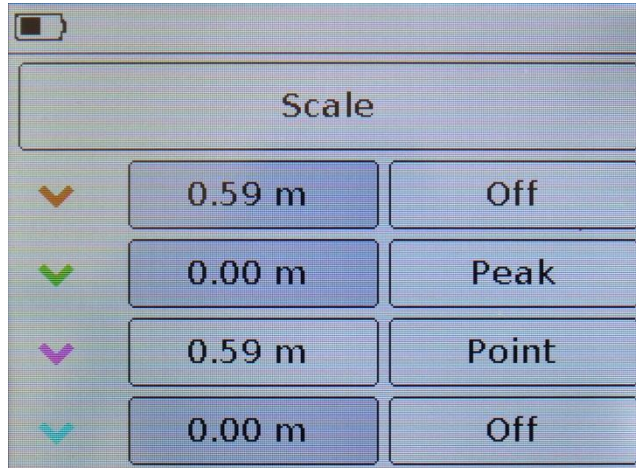 Scale
0.59 m Off
0.00 m Peak
0.59 m Point
0.00 m Off